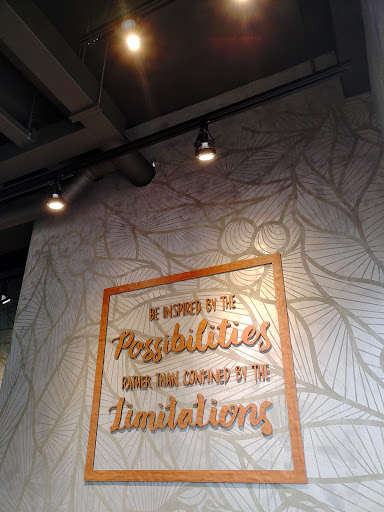 BE INSPIRED BY THE
Possibilities
RATHER THAN CONFINED BY THE
Limitations